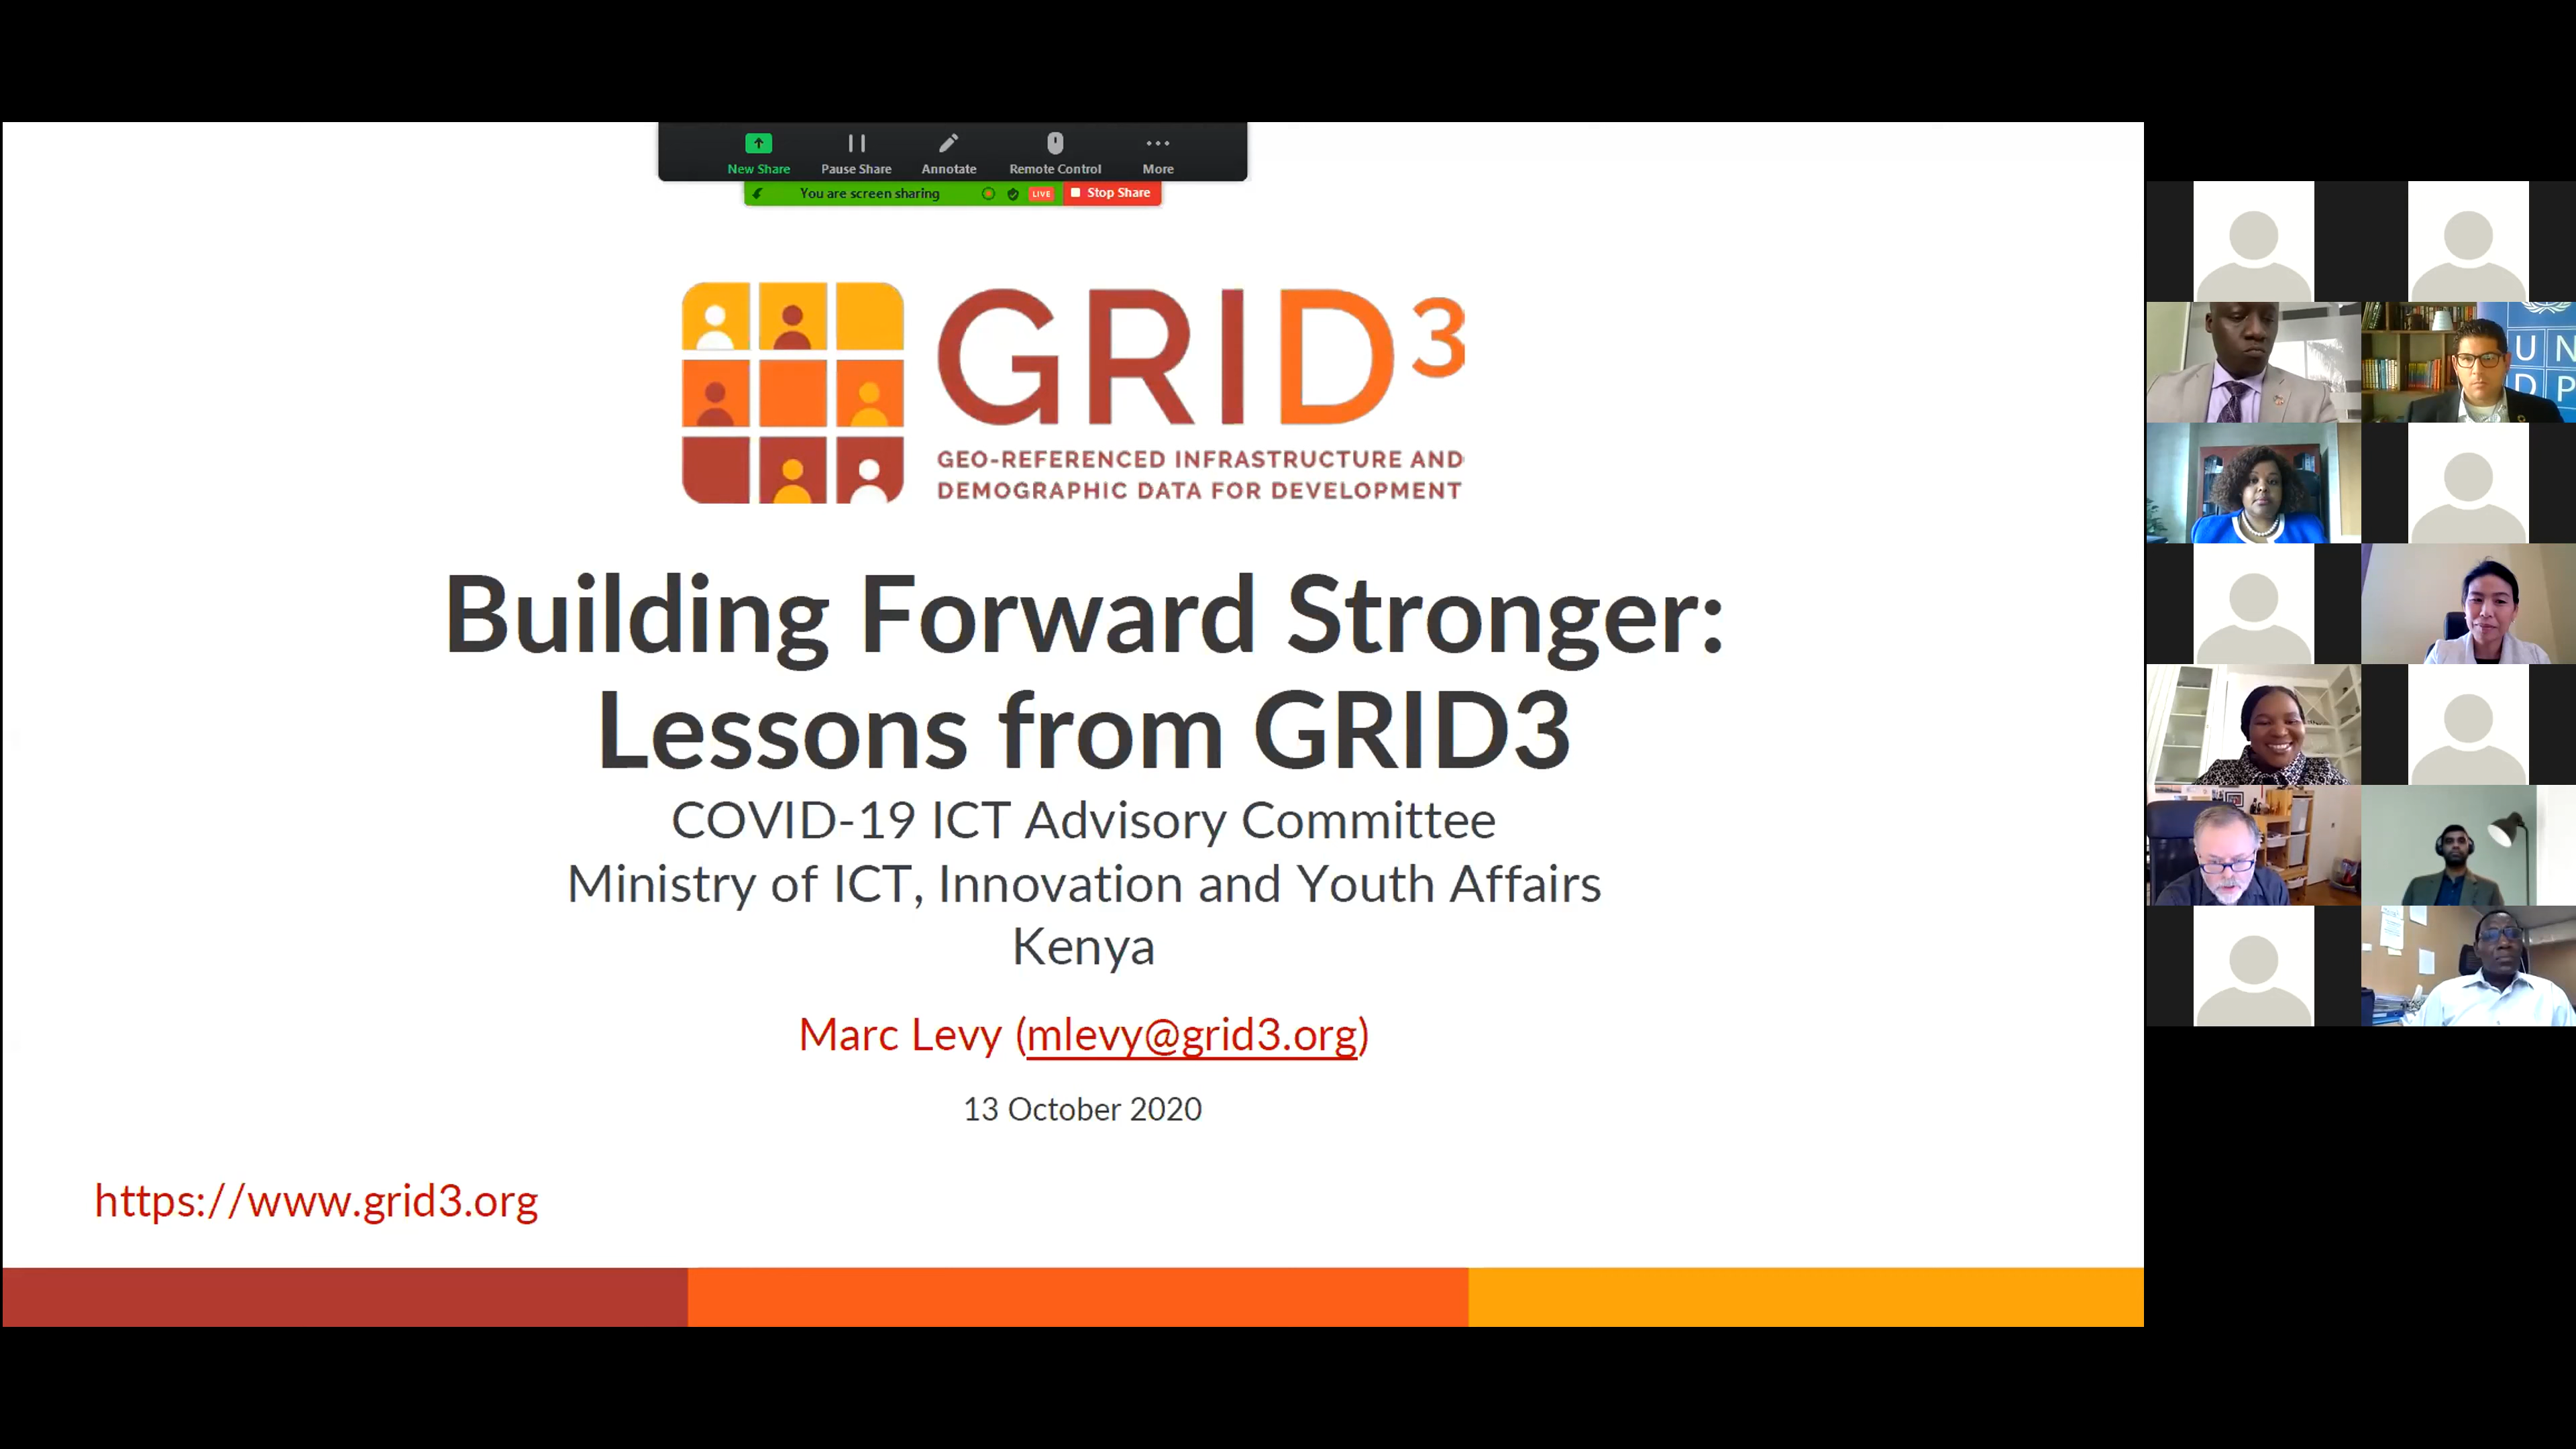 New Share
Pause Share
Annotate
Remote Control
More
You are screen sharing
LIVE
Stop Share
GRID3
GEO-REFERENCED INFRASTRUCTURE AND
DEMOGRAPHIC DATA FOR DEVELOPMENT
Building Forward Stronger:
Lessons from GRID3
COVID-19 ICT Advisory Committee
Ministry of ICT, Innovation and Youth Affairs
Kenya
Marc Levy (mlevy@grid3.org)
13 October 2020
https://www.grid3.org
U N
D P